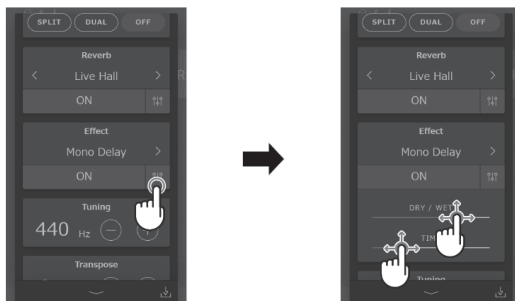 SPLIT DUAL OFF
Reverb
Live Hall
ON
Effect
Mono Delay
ON
Tuning
440 Hz
Transpose
SPLIT DUAL OFF
Reverb
Live Hall
ON
Effect
Mono Delay
ON
DRY / WET
TIM
Tuning